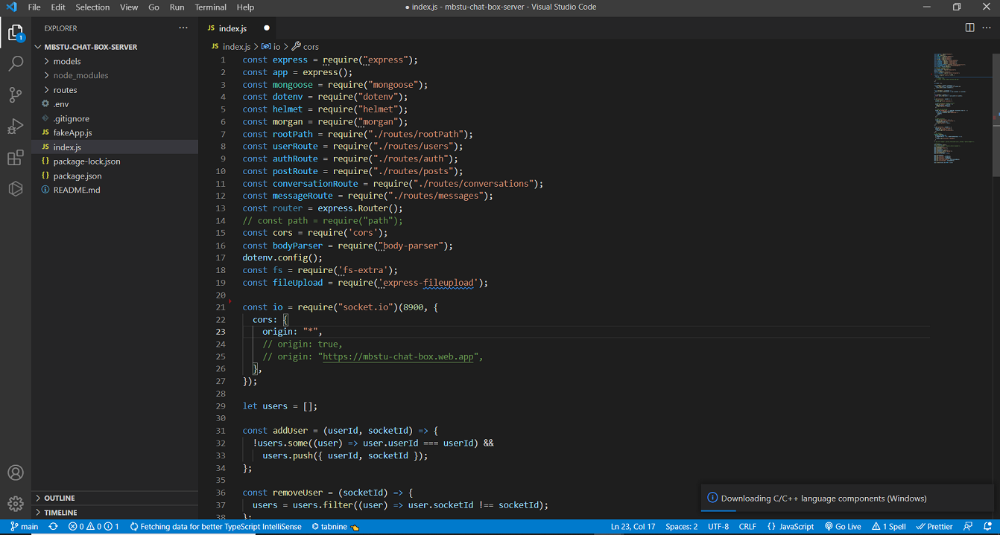 File Edit Selection View Go Run Terminal Help
● index.js - mbstu-chat-box-server - Visual Studio Code
EXPLORER
JS index.js
MBSTU-CHAT-BOX-SERVER
models
node_modules
routes
.env
.gitignore
JS fakeApp.js
JS index.js
{} package-lock.json
{} package.json
README.md
OUTLINE
TIMELINE
1
JS index.js > io > cors
1 const express = require("express");
2 const app = express();
3 const mongoose = require("mongoose");
4 const dotenv = require("dotenv");
5 const helmet = require("helmet");
6 const morgan = require("morgan");
7 const rootPath = require("./routes/rootPath");
8 const userRoute = require("./routes/users");
9 const authRoute = require("./routes/auth");
10 const postRoute = require("./routes/posts");
11 const conversationRoute = require("./routes/conversations");
12 const messageRoute = require("./routes/messages");
13 const router = express.Router();
14 // const path = require("path");
15 const cors = require('cors');
16 const bodyParser = require("body-parser");
17 dotenv.config();
18 const fs = require('fs-extra');
19 const fileUpload = require('express-fileupload');
20
21 const io = require("socket.io")(8900, {
22 cors: {
23 origin: "*",
24 // origin: true,
25 // origin: "https://mbstu-chat-box.web.app",
26 },
27 });
28
29 let users = [];
30
31 const addUser = (userId, socketId) => {
32 !users.some((user) => user.userId === userId) &&
33 users.push({ userId, socketId });
34 };
35
36 const removeUser = (socketId) => {
37 users = users.filter((user) => user.socketId !== socketId);
38 };
Downloading C/C++ language components (Windows)
main 0 0 1 Fetching data for better TypeScript IntelliSense tabnine Ln 23, Col 17 Spaces: 2 UTF-8 CRLF {} JavaScript Go Live 1 Spell Prettier